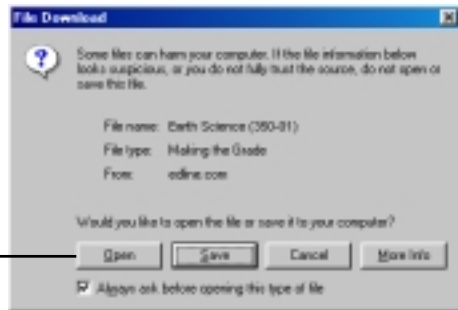 File Download
Some files can harm your computer. If the file information below
looks suspicious, or you do not fully trust the source, do not open or
save this file.
File name: Earth Science (350-01)
File type: Making the Grade
From: edline.com
Would you like to open the file or save it to your computer?
Open Save Cancel More Info
Always ask before opening this type of file